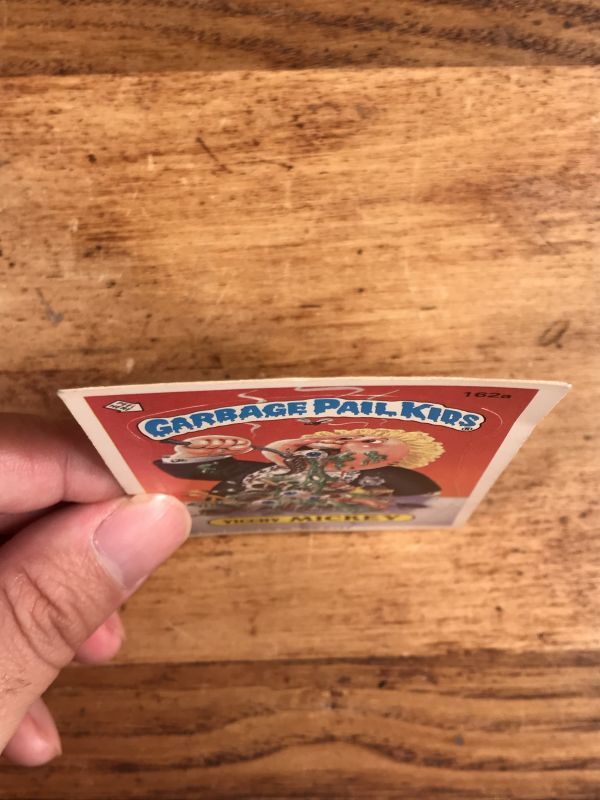 162a
GARBAGE PAIL KIDS
(R)
MICKEY